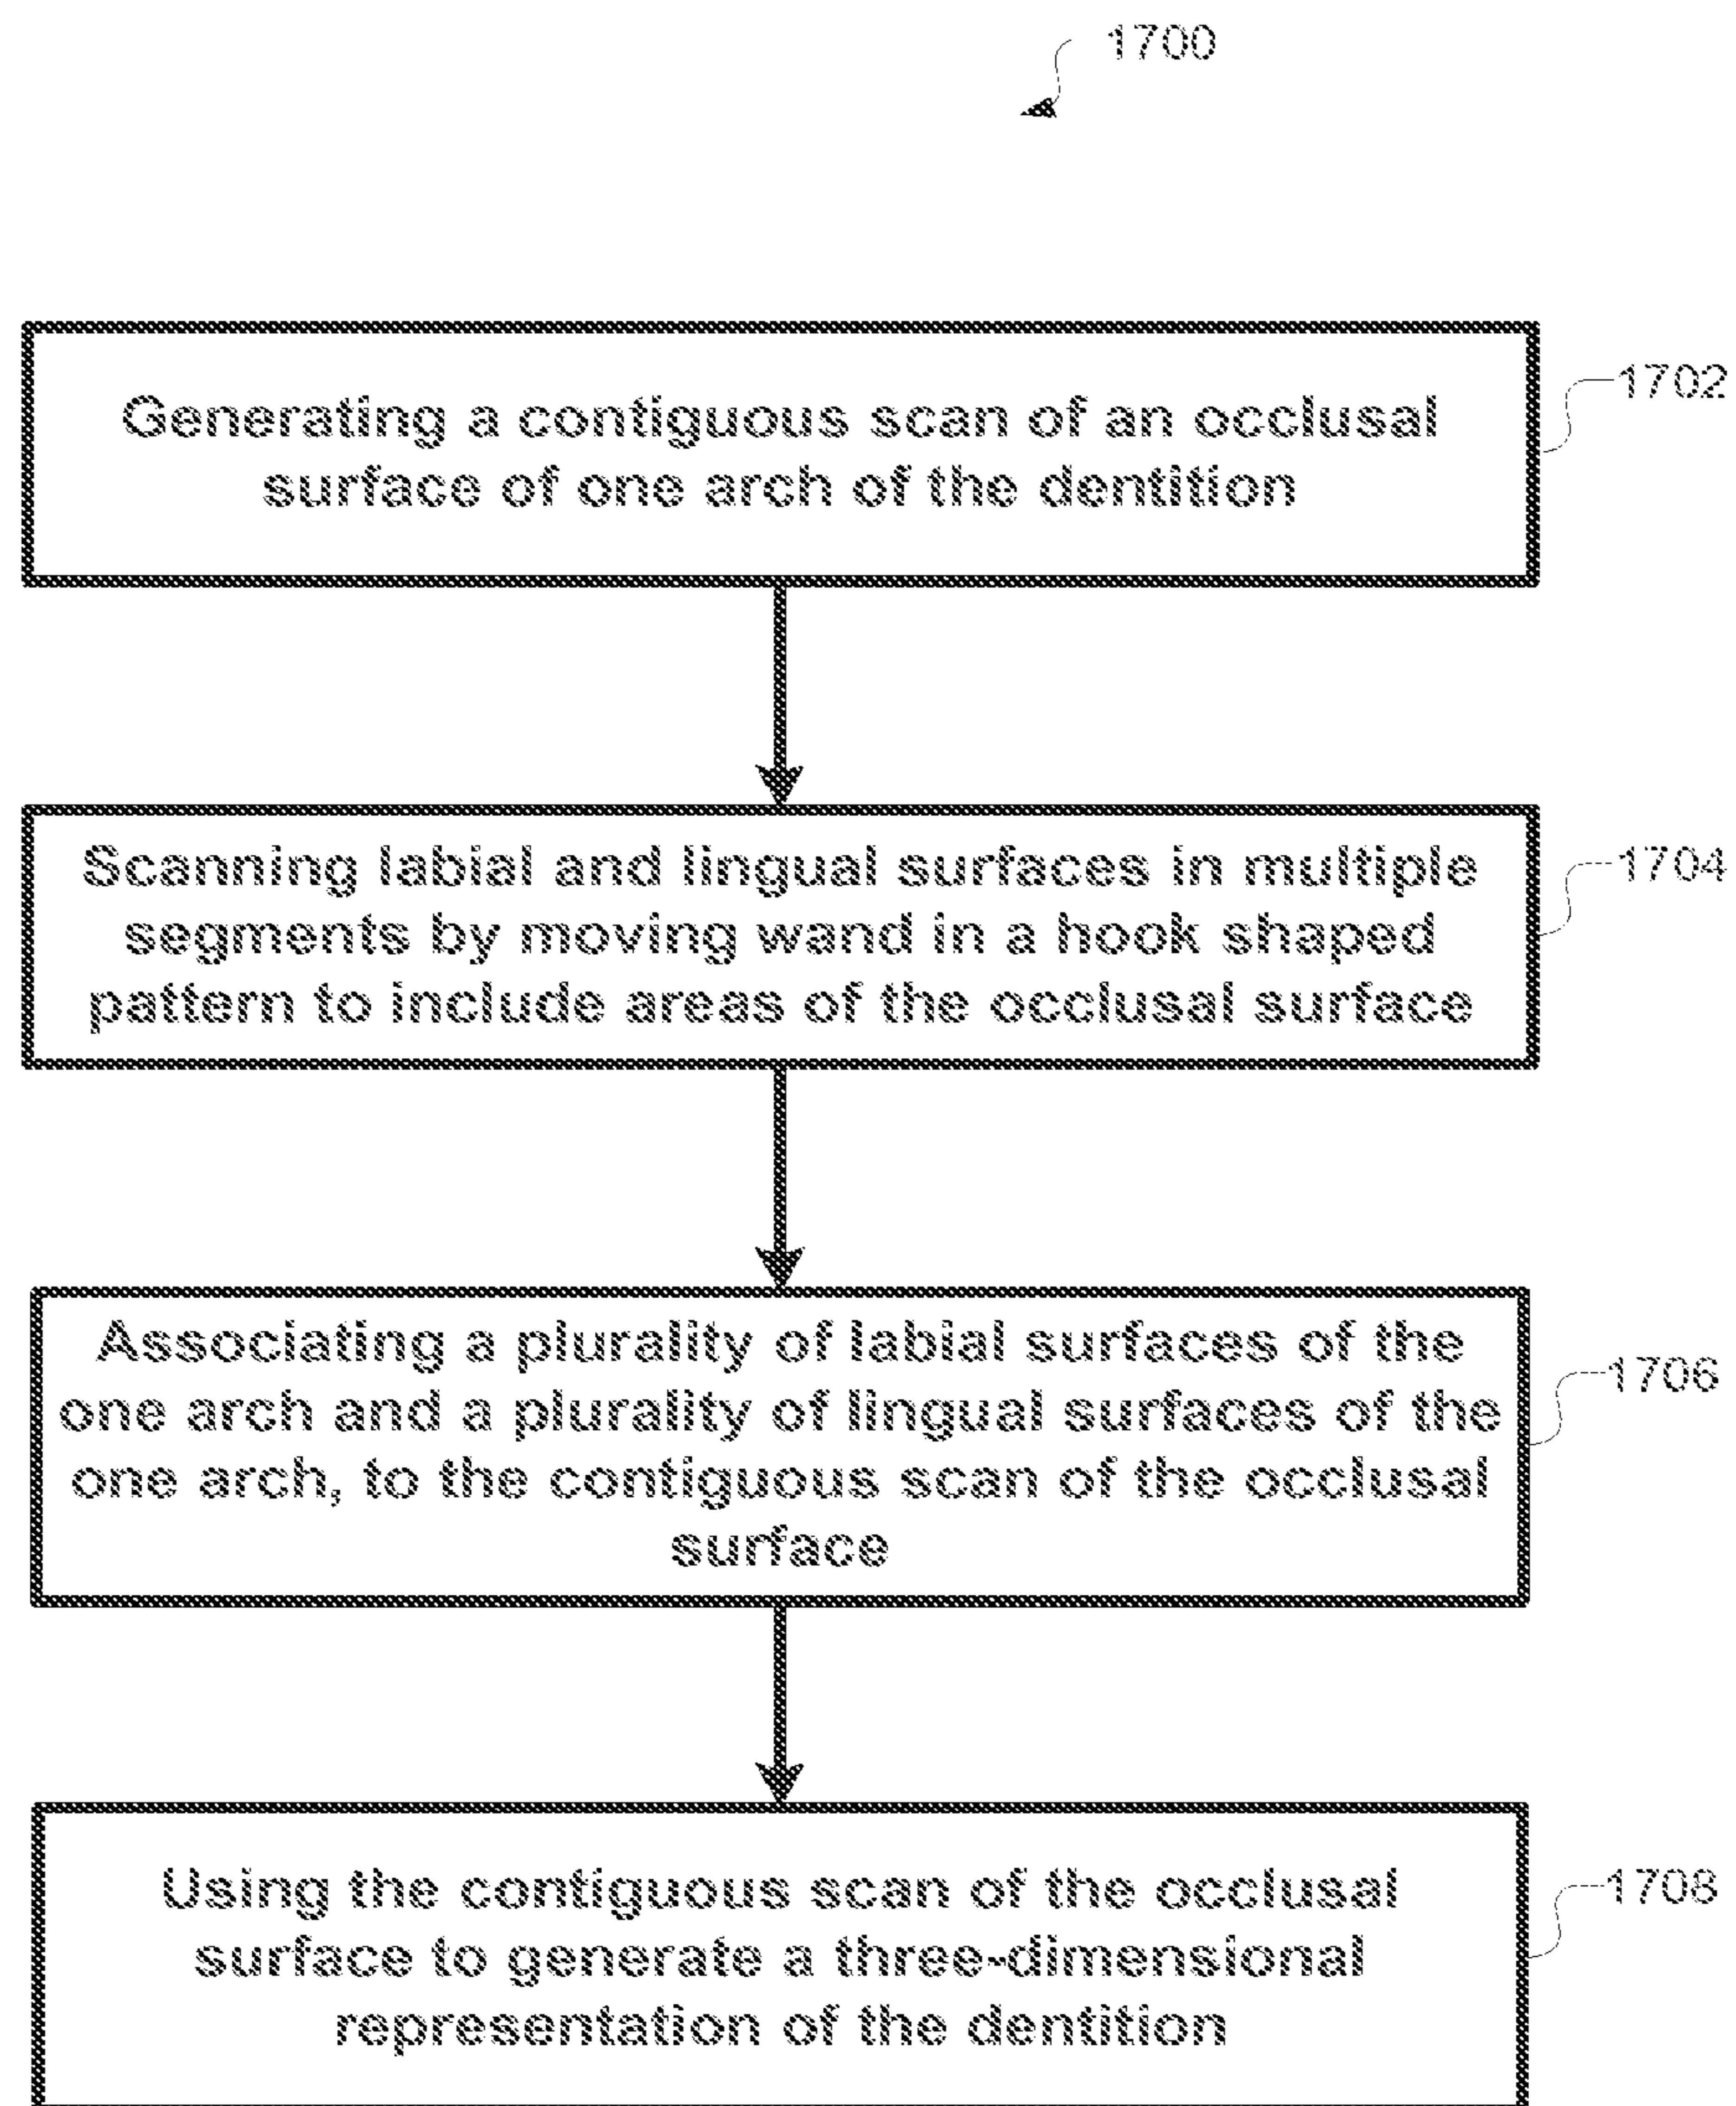 1700
Generating a contiguous scan of an occlusal
surface of one arch of the dentition
1702
Scanning labial and lingual surfaces in multiple
segments by moving wand in a hook shaped
pattern to include areas of the occlusal surface
1704
Associating a plurality of labial surfaces of the
one arch and a plurality of lingual surfaces of the
one arch, to the contiguous scan of the occlusal
surface
1706
Using the contiguous scan of the occlusal
surface to generate a three-dimensional
representation of the dentition
1708